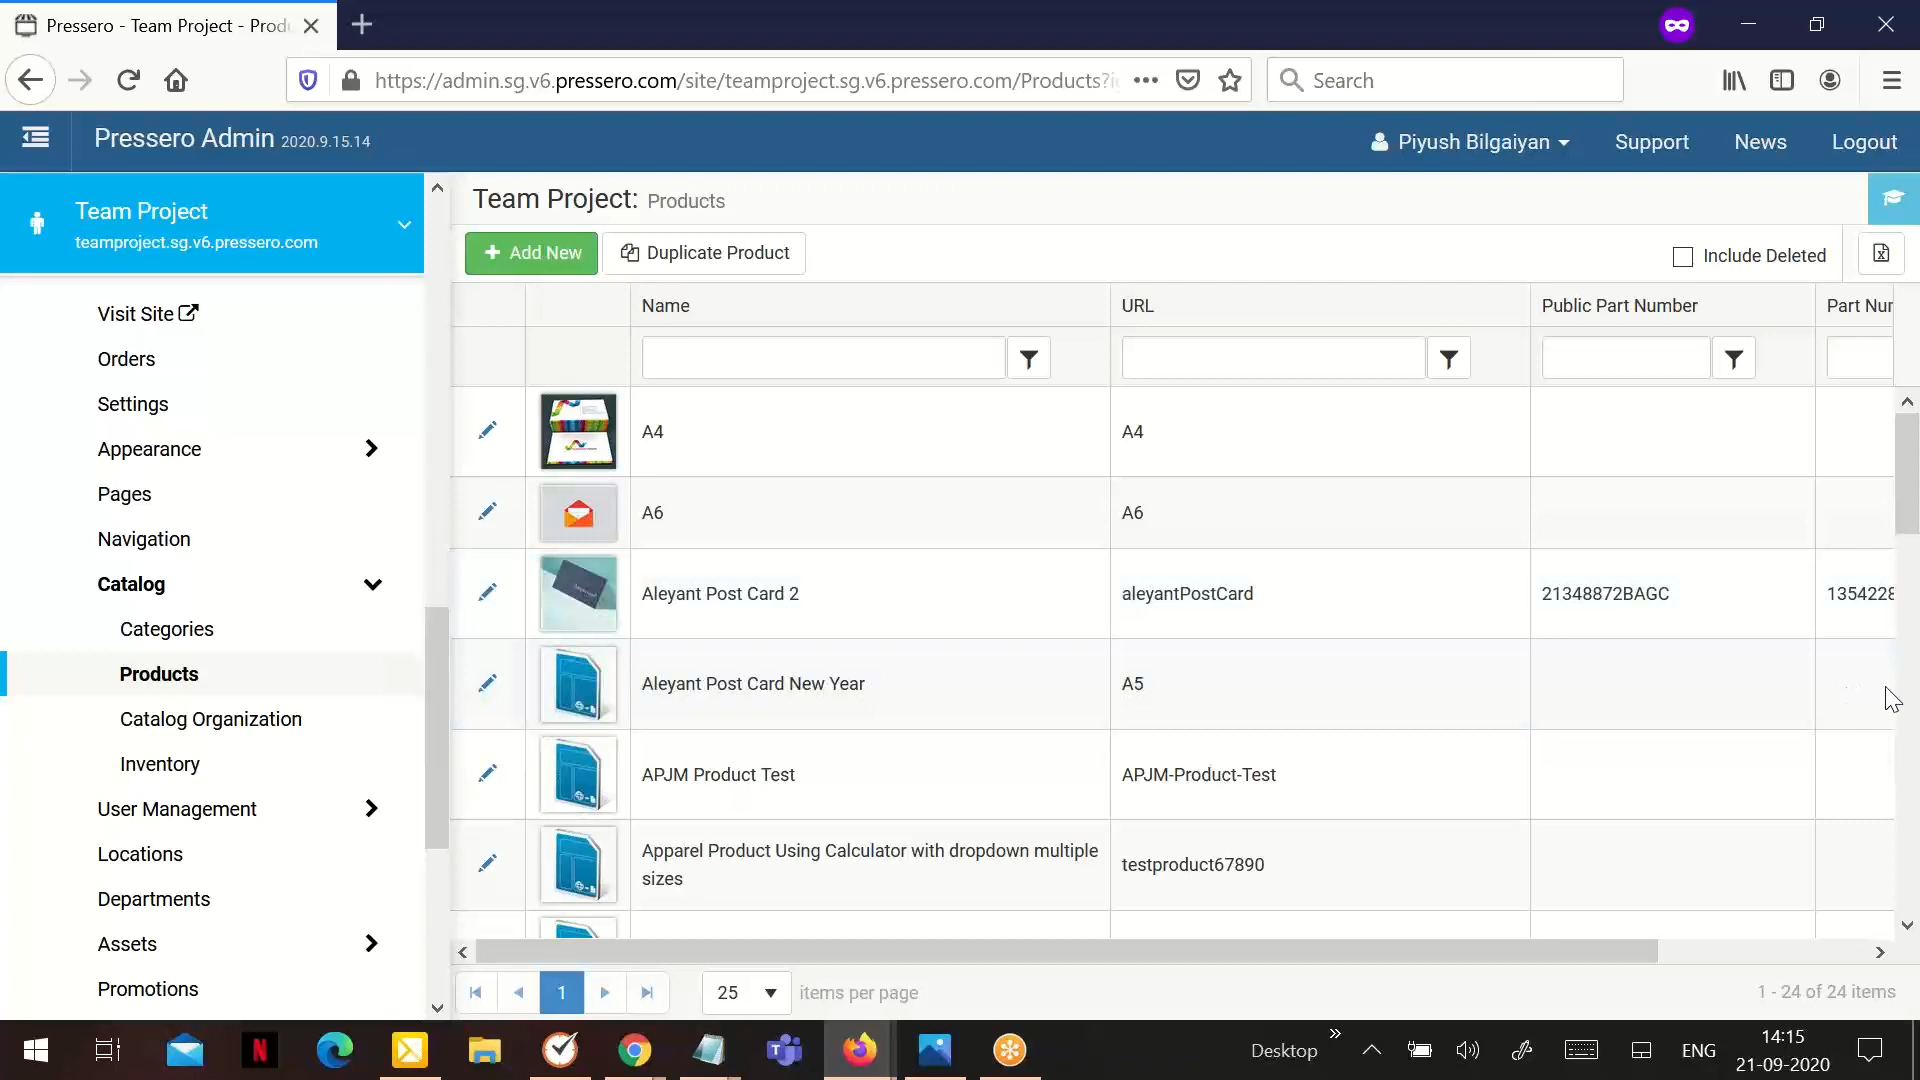 Pressero - Team Project - Prod
https://admin.sg.v6.pressero.com/site/teamproject.sg.v6.pressero.com/Products?i
Search
Pressero Admin 2020.9.15.14
Piyush Bilgaiyan
Support
News
Logout
Team Project
teamproject.sg.v6.pressero.com
Team Project: Products
Add New
Duplicate Product
Include Deleted
Visit Site
Orders
Settings
Appearance
Pages
Navigation
Catalog
Categories
Products
Catalog Organization
Inventory
User Management
Locations
Departments
Assets
Promotions
Name
URL
Public Part Number
Part Nur
A4
A4
A6
A6
Aleyant Post Card 2
aleyantPostCard
21348872BAGC
1354228
Aleyant Post Card New Year
A5
APJM Product Test
APJM-Product-Test
Apparel Product Using Calculator with dropdown multiple
sizes
testproduct67890
1
25
items per page
1 - 24 of 24 items
Desktop
ENG
14:15
21-09-2020